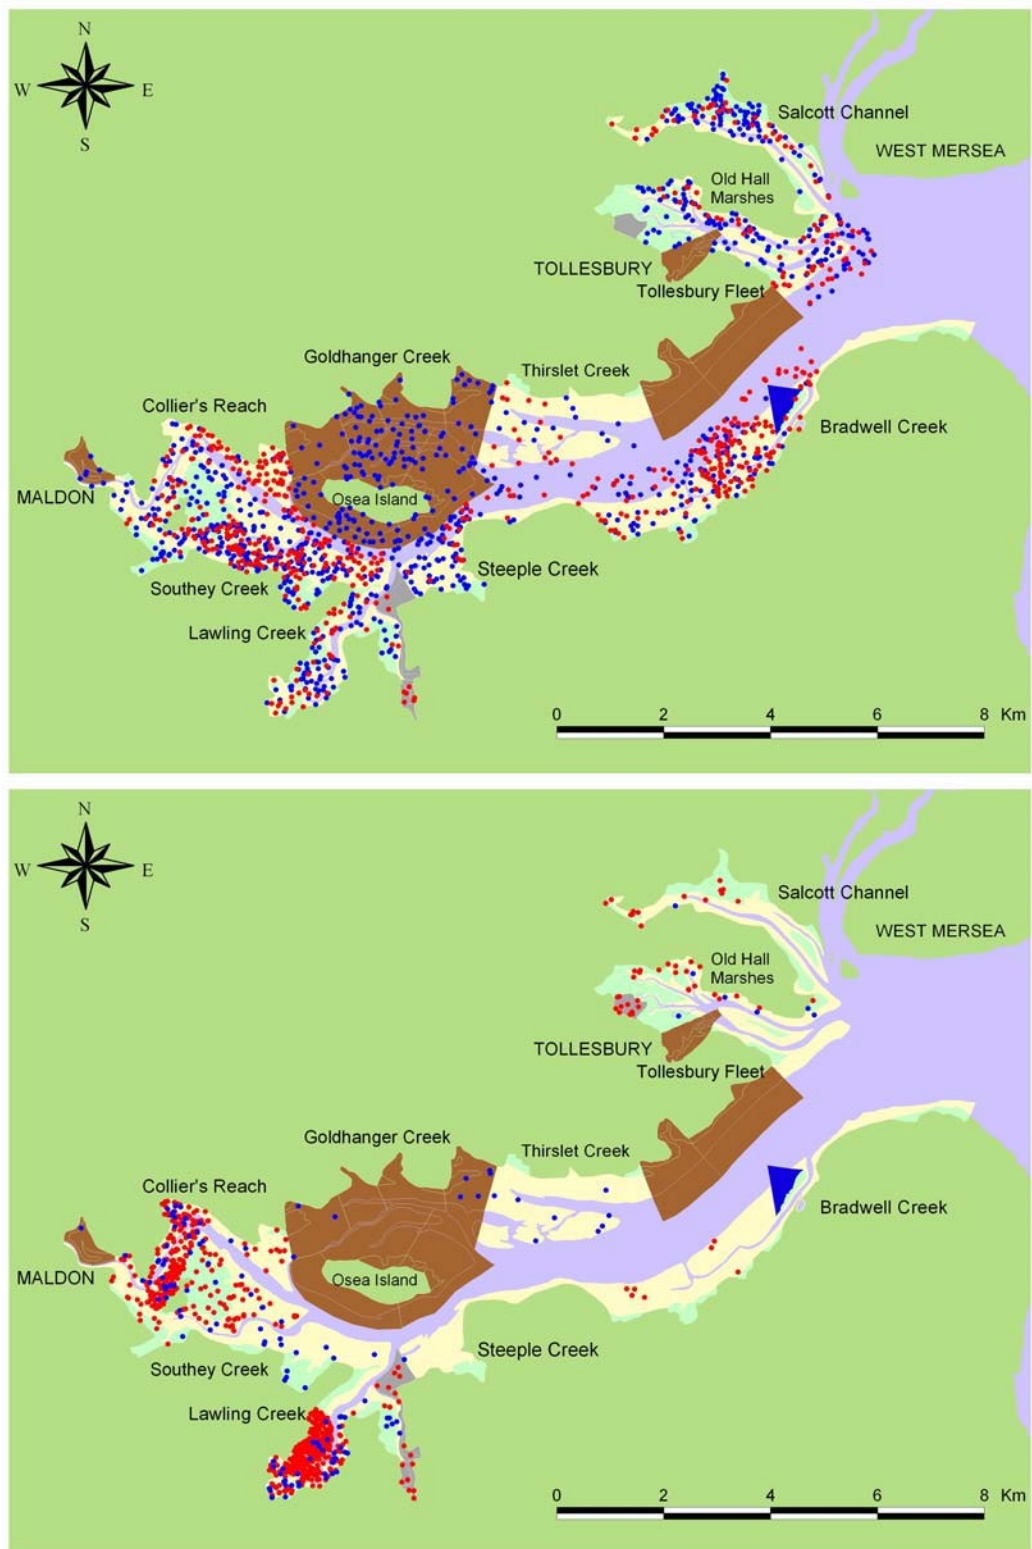 N
W E
S
Salcott Channel
WEST MERSEA
Old Hall
Marshes
TOLLESBURY
Tollesbury Fleet
Goldhanger Creek
Thirslet Creek
Collier's Reach
Bradwell Creek
MALDON
Osea Island
Steeple Creek
Southey Creek
Lawling Creek
0 2 4 6 8 Km
N
W E
S
Salcott Channel
WEST MERSEA
Old Hall
Marshes
TOLLESBURY
Tollesbury Fleet
Goldhanger Creek
Thirslet Creek
Collier's Reach
Bradwell Creek
MALDON
Osea Island
Steeple Creek
Southey Creek
Lawling Creek
0 2 4 6 8 Km